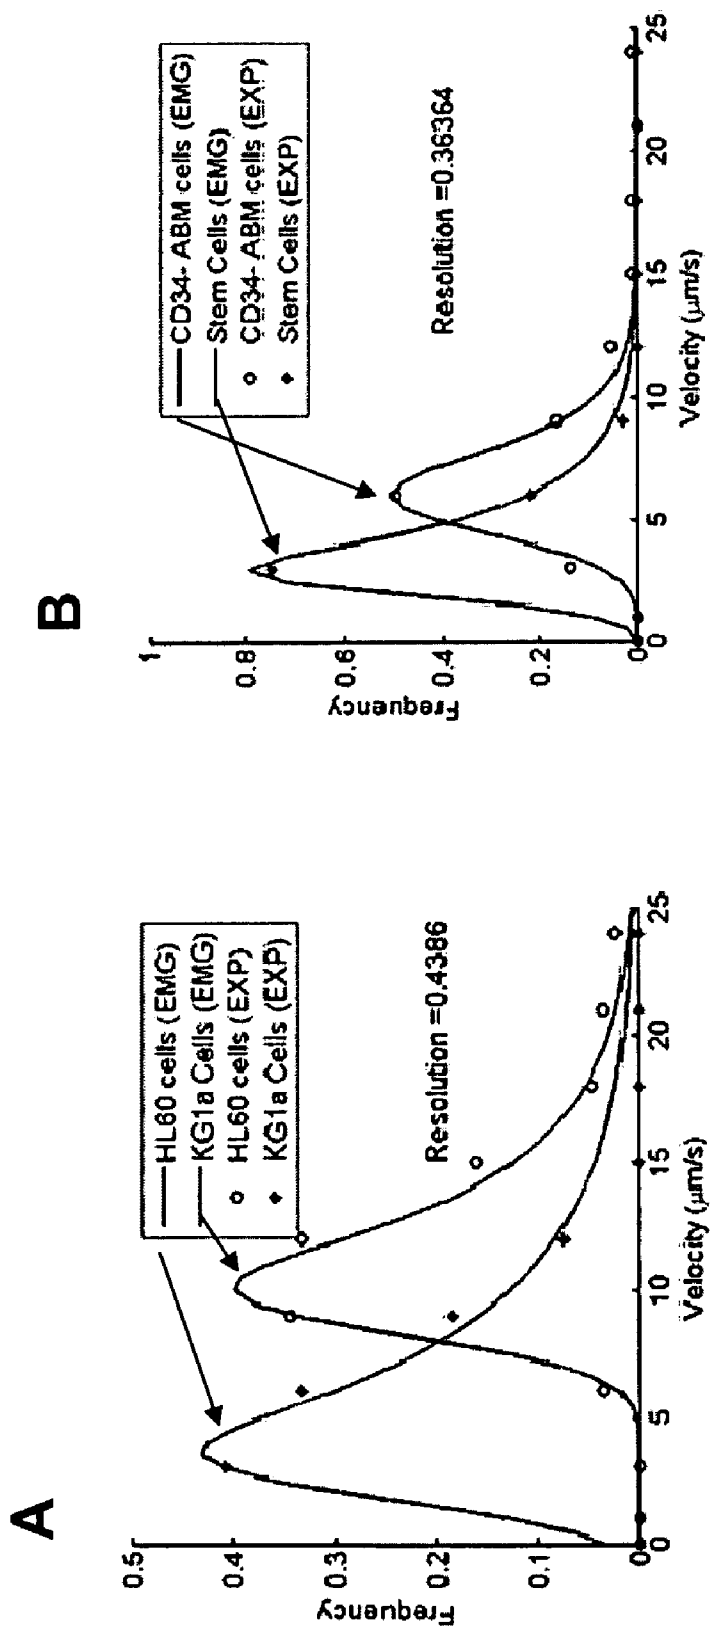 A
HL60 cells (EMG)
KG1a Cells (EMG)
HL60 cells (EXP)
KG1a Cells (EXP)
Resolution =0.4386
Frequency
0.5
0.4
0.3
0.2
0.1
0
0 5 10 15 20 25
Velocity (μm/s)
B
CD34- ABM cells (EMG)
Stem Cells (EMG)
CD34- ABM cells (EXP)
Stem Cells (EXP)
Resolution =0.36364
Frequency
1
0.8
0.6
0.4
0.2
0
0 5 10 15 20 25
Velocity (μm/s)